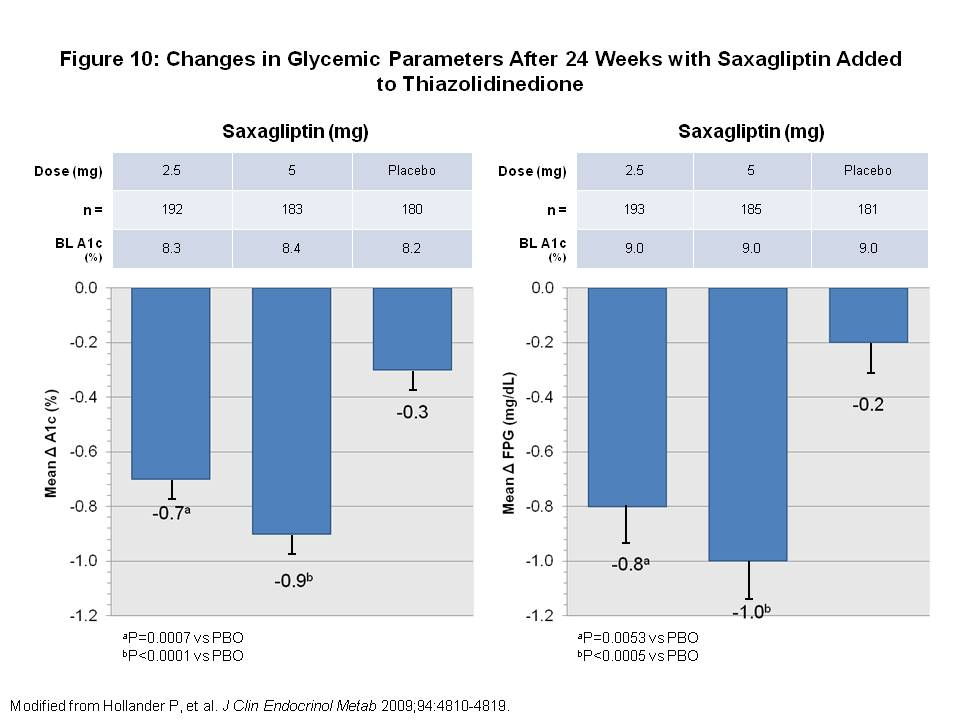 Figure 10: Changes in Glycemic Parameters After 24 Weeks with Saxagliptin Added
to Thiazolidinedione
Saxagliptin (mg)
Dose (mg) 2.5 5 Placebo
n = 192 183 180
BL A1c (%) 8.3 8.4 8.2
0.0
-0.2
-0.4
-0.6
-0.8
-1.0
-1.2
Mean Δ A1c (%)
-0.7ᵃ
-0.9ᵇ
-0.3
ᵃP=0.0007 vs PBO
ᵇP<0.0001 vs PBO
Saxagliptin (mg)
Dose (mg) 2.5 5 Placebo
n = 193 185 181
BL A1c (%) 9.0 9.0 9.0
0.0
-0.2
-0.4
-0.6
-0.8
-1.0
-1.2
Mean Δ FPG (mg/dL)
-0.8ᵃ
-1.0ᵇ
-0.2
ᵃP=0.0053 vs PBO
ᵇP<0.0005 vs PBO
Modified from Hollander P, et al. J Clin Endocrinol Metab 2009;94:4810-4819.